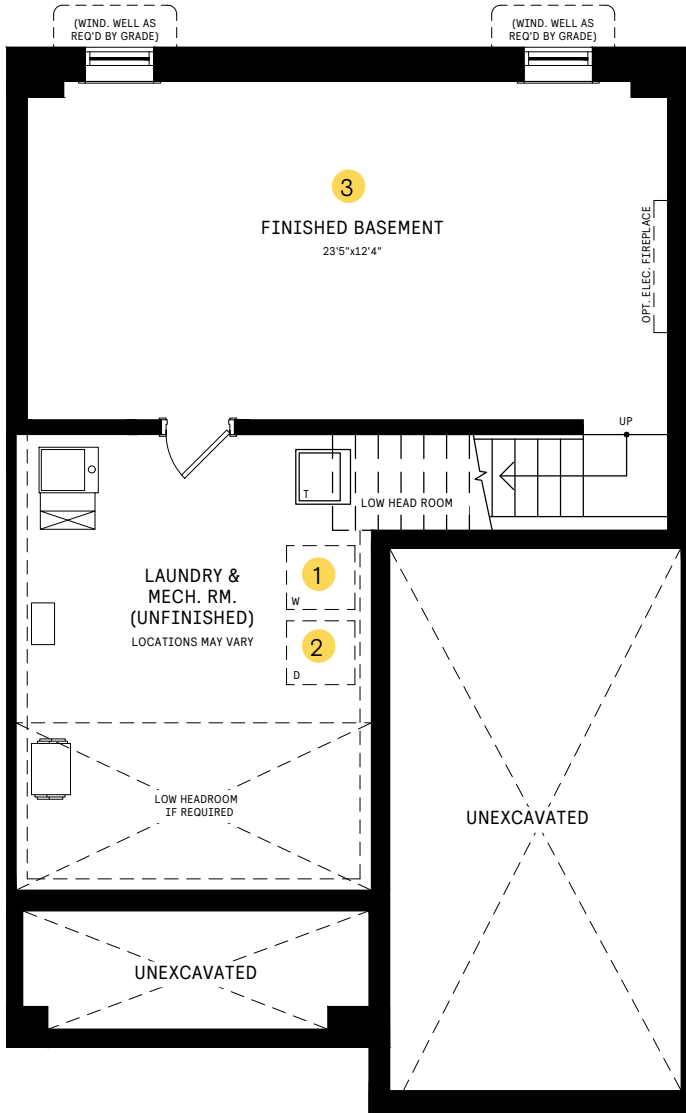 (WIND. WELL AS
REQ'D BY GRADE)
(WIND. WELL AS
REQ'D BY GRADE)
3
FINISHED BASEMENT
23'5"x12'4"
OPT. ELEC. FIREPLACE
UP
T
LOW HEAD ROOM
LAUNDRY &
MECH. RM.
(UNFINISHED)
LOCATIONS MAY VARY
1
W
2
D
LOW HEADROOM
IF REQUIRED
UNEXCAVATED
UNEXCAVATED